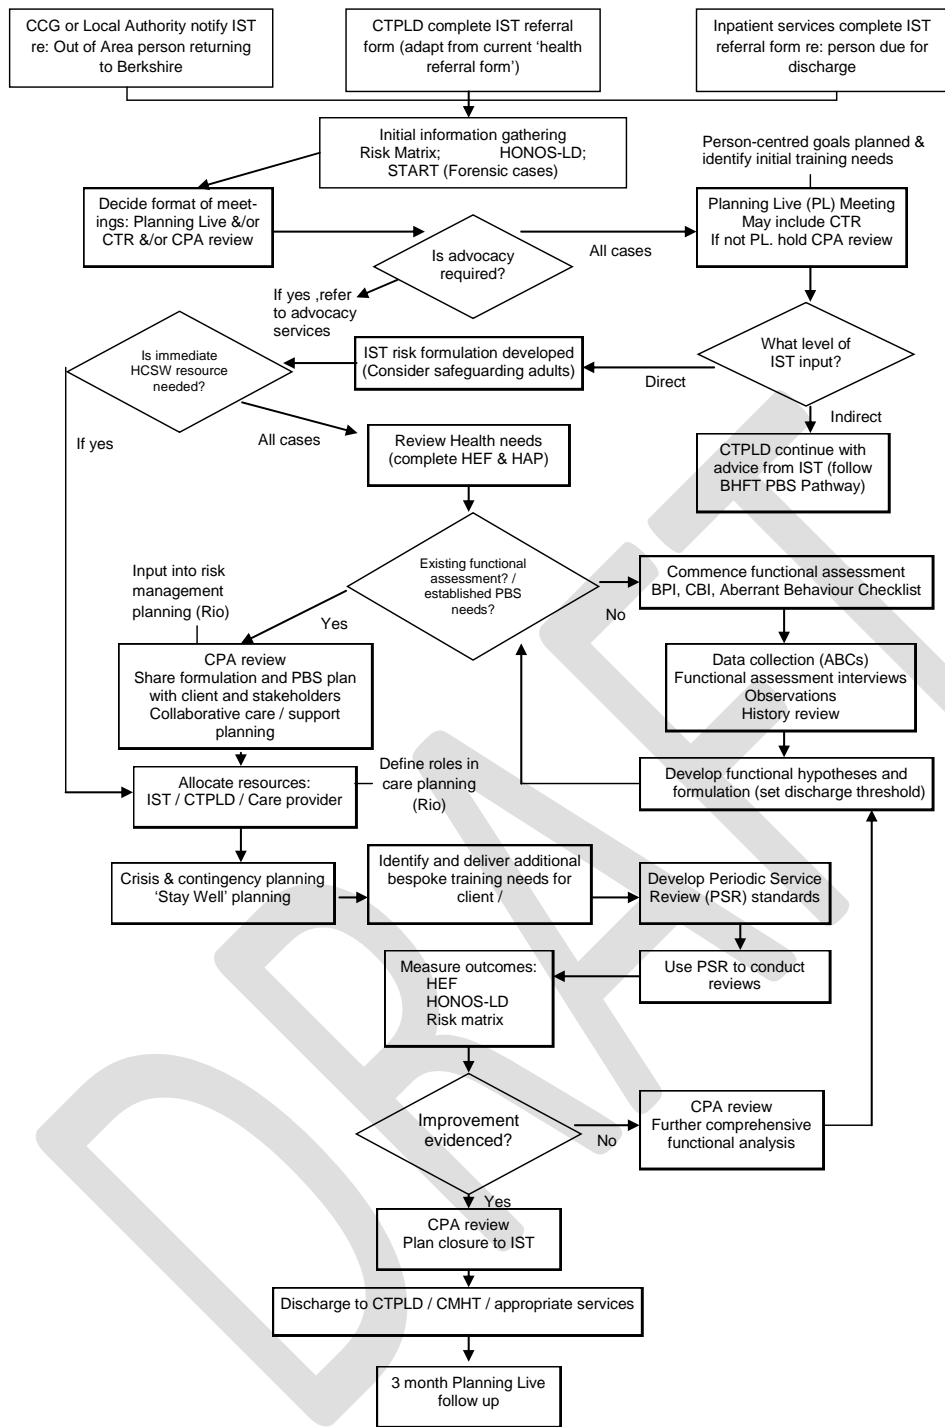 CCG or Local Authority notify IST
re: Out of Area person returning
to Berkshire
CTPLD complete IST referral
form (adapt from current ‘health
referral form’)
Inpatient services complete IST
referral form re: person due for
discharge
Initial information gathering
Risk Matrix; HONOS-LD;
START (Forensic cases)
Person-centred goals planned &
identify initial training needs
Decide format of meet-
ings: Planning Live &/or
CTR &/or CPA review
Is advocacy
required?
All cases
Planning Live (PL) Meeting
May include CTR
If not PL. hold CPA review
If yes ,refer
to advocacy
services
Is immediate
HCSW resource
needed?
IST risk formulation developed
(Consider safeguarding adults)
Direct
What level of
IST input?
Indirect
If yes
All cases
Review Health needs
(complete HEF & HAP)
CTPLD continue with
advice from IST (follow
BHFT PBS Pathway)
Input into risk
management
planning (Rio)
Yes
Existing functional
assessment? /
established PBS
needs?
No
Commence functional assessment
BPI, CBI, Aberrant Behaviour Checklist
CPA review
Share formulation and PBS plan
with client and stakeholders
Collaborative care / support
planning
Data collection (ABCs)
Functional assessment interviews
Observations
History review
Allocate resources:
IST / CTPLD / Care provider
Define roles in
care planning
(Rio)
Develop functional hypotheses and
formulation (set discharge threshold)
Crisis & contingency planning
‘Stay Well’ planning
Identify and deliver additional
bespoke training needs for
client /
Develop Periodic Service
Review (PSR) standards
Measure outcomes:
HEF
HONOS-LD
Risk matrix
Use PSR to conduct
reviews
Improvement
evidenced?
No
CPA review
Further comprehensive
functional analysis
Yes
CPA review
Plan closure to IST
Discharge to CTPLD / CMHT / appropriate services
3 month Planning Live
follow up
DRAFT